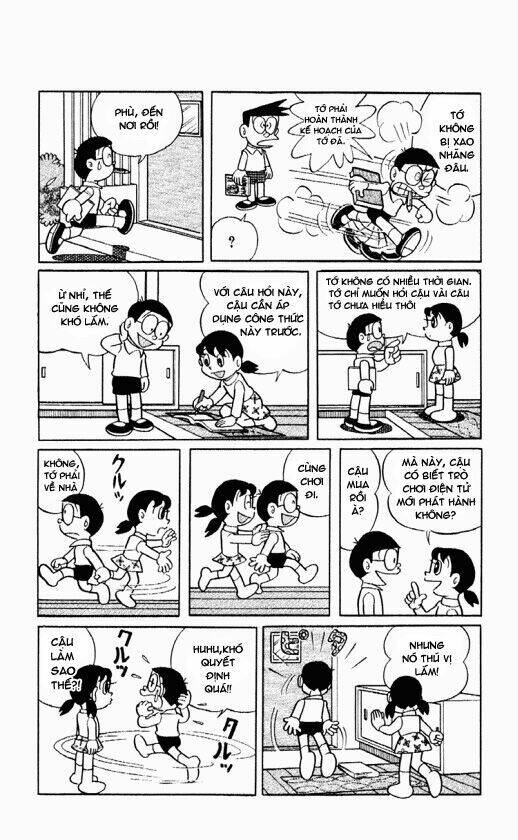 TỚ
KHÔNG
BỊ XAO
NHÃNG
ĐÂU.
TỚ PHẢI
HOÀN THÀNH
KẾ HOẠCH CỦA
TỚ ĐÃ.
?
PHÙ, ĐẾN
NƠI RỒI!
TỚ KHÔNG CÓ NHIỀU THỜI GIAN.
TỚ CHỈ MUỐN HỎI CẬU VÀI CÂU
TỚ CHƯA HIỂU THÔI
VỚI CÂU HỎI NÀY,
CẬU CẦN ÁP
DỤNG CÔNG THỨC
NÀY TRƯỚC.
Ừ NHỈ, THẾ
CŨNG KHÔNG
KHÓ LẮM.
MÀ NÀY, CẬU
CÓ BIẾT TRÒ
CHƠI ĐIỆN TỬ
MỚI PHÁT HÀNH
KHÔNG?
CẬU
MUA
RỒI
À?
CÙNG
CHƠI
ĐI.
クルッ
KHÔNG,
TỚ PHẢI
VỀ NHÀ
NHƯNG
NÓ THÚ VỊ
LẮM!
HUHU,KHÓ
QUYẾT
ĐỊNH
QUÁ!!
クルッ
クルッ
CẬU
LÀM
SAO
THẾ?!